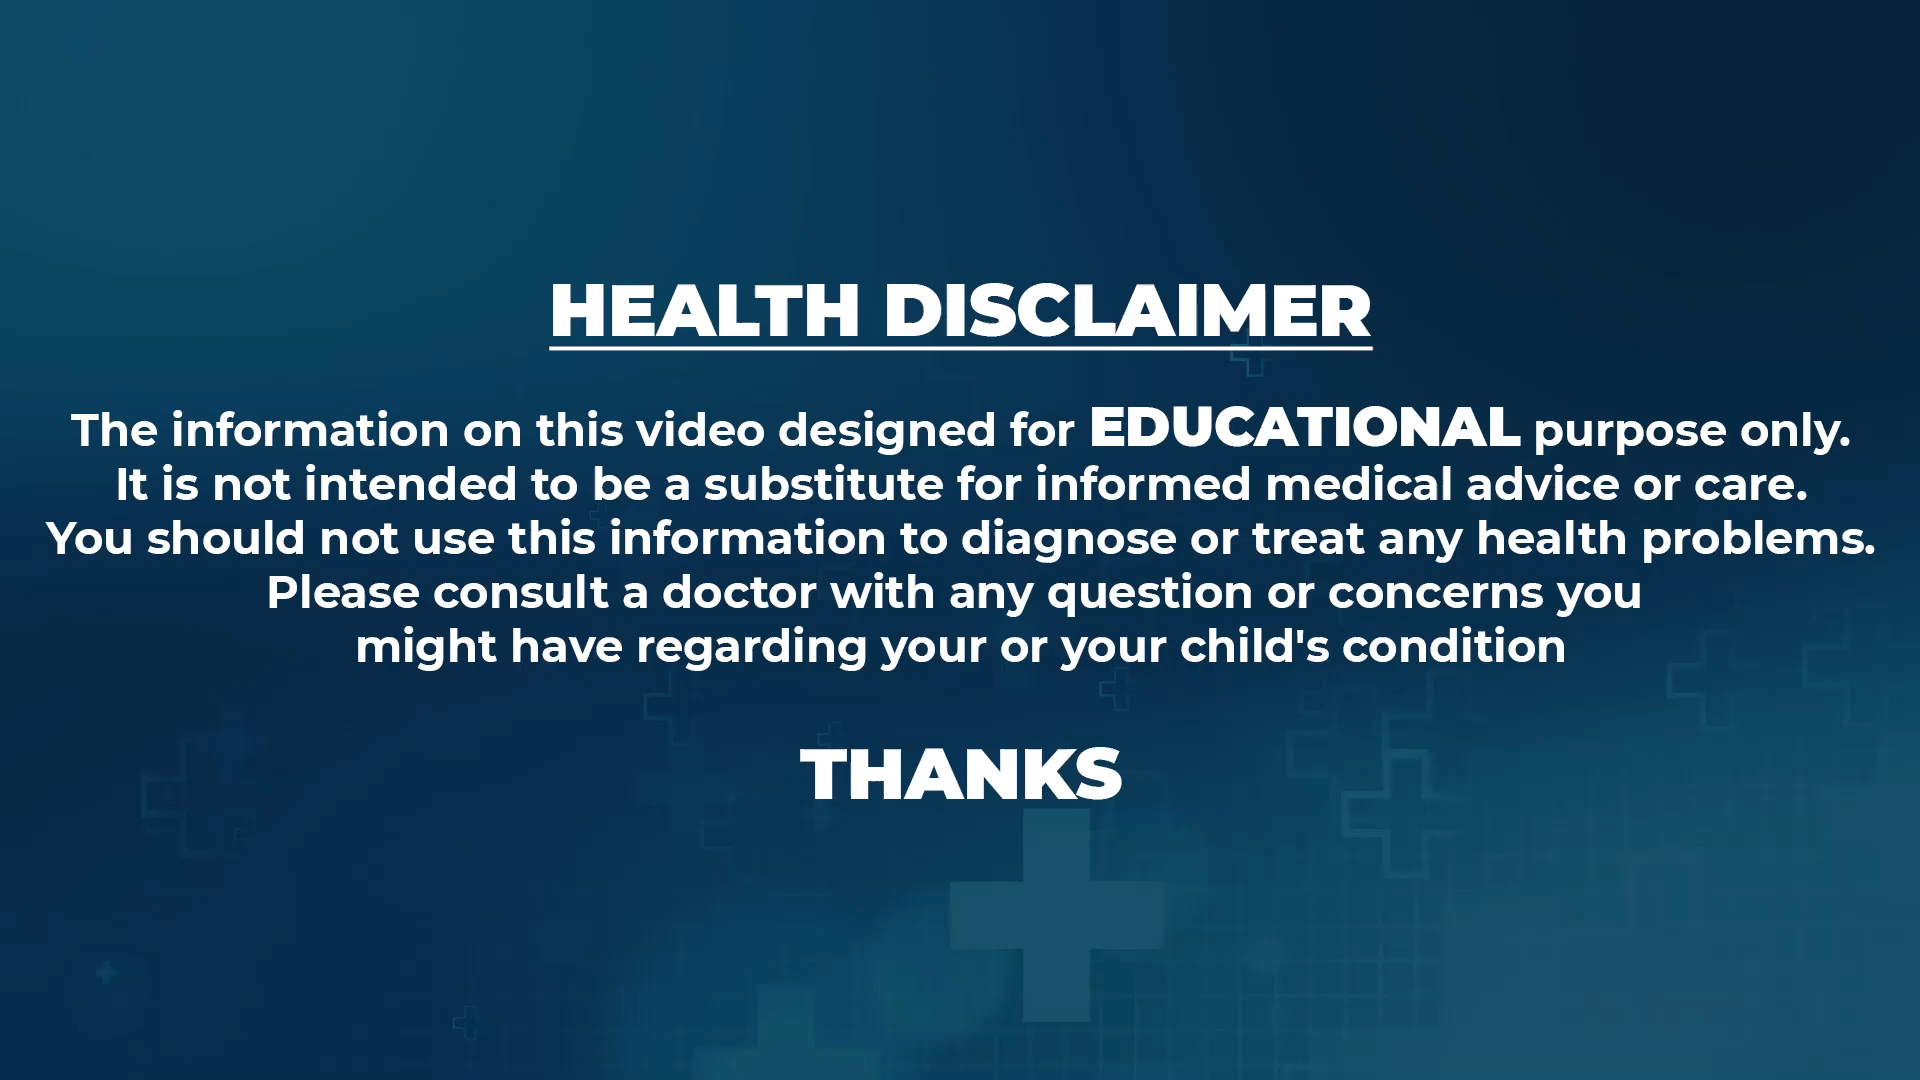 HEALTH DISCLAIMER
The information on this video designed for EDUCATIONAL purpose only.
It is not intended to be a substitute for informed medical advice or care.
You should not use this information to diagnose or treat any health problems.
Please consult a doctor with any question or concerns you
might have regarding your or your child's condition
THANKS